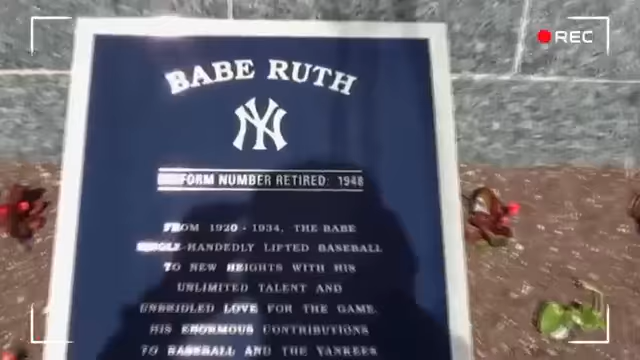 REC
BABE RUTH
NY
FORM NUMBER RETIRED: 1948
FROM 1920 - 1934, THE BABE
SINGLE-HANDEDLY LIFTED BASEBALL
TO NEW HEIGHTS WITH HIS
UNLIMITED TALENT AND
UNBRIDLED LOVE FOR THE GAME.
HIS ENORMOUS CONTRIBUTIONS
TO BASEBALL AND THE YANKEES